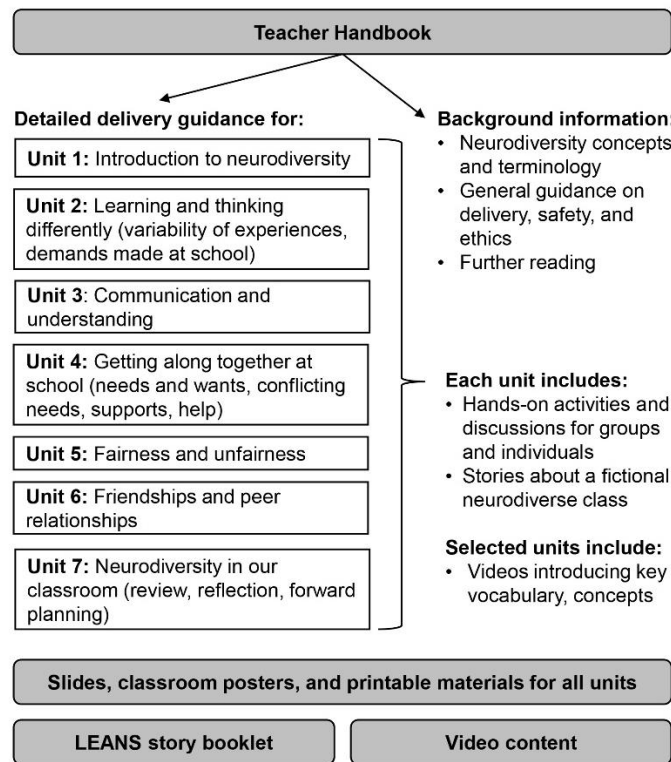 Teacher Handbook
Detailed delivery guidance for:
Unit 1: Introduction to neurodiversity
Unit 2: Learning and thinking
differently (variability of experiences,
demands made at school)
Unit 3: Communication and
understanding
Unit 4: Getting along together at
school (needs and wants, conflicting
needs, supports, help)
Unit 5: Fairness and unfairness
Unit 6: Friendships and peer
relationships
Unit 7: Neurodiversity in our
classroom (review, reflection, forward
planning)
Background information:
• Neurodiversity concepts
and terminology
• General guidance on
delivery, safety, and
ethics
• Further reading
Each unit includes:
• Hands-on activities and
discussions for groups
and individuals
• Stories about a fictional
neurodiverse class
Selected units include:
• Videos introducing key
vocabulary, concepts
Slides, classroom posters, and printable materials for all units
LEANS story booklet
Video content